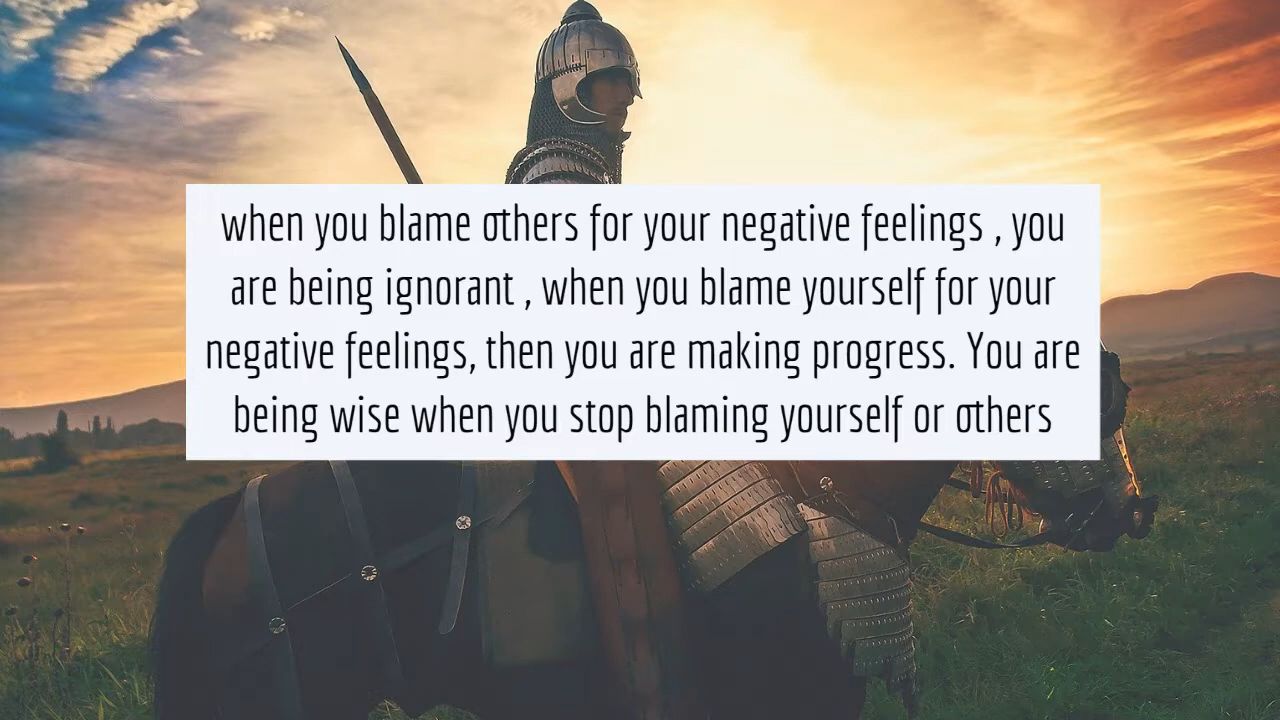 when you blame others for your negative feelings , you
are being ignorant , when you blame yourself for your
negative feelings, then you are making progress. You are
being wise when you stop blaming yourself or others